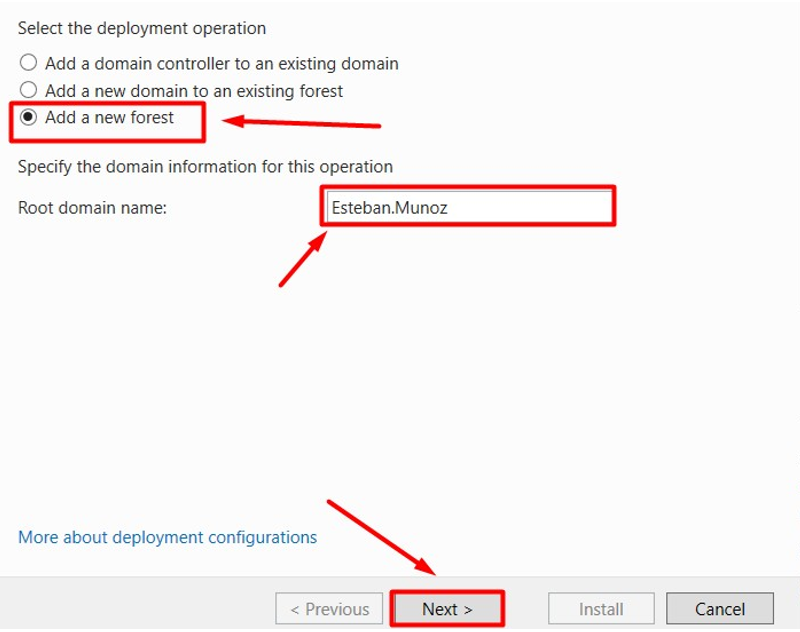 Select the deployment operation
Add a domain controller to an existing domain
Add a new domain to an existing forest
Add a new forest
Specify the domain information for this operation
Root domain name: Esteban.Munoz
More about deployment configurations
< Previous Next > Install Cancel